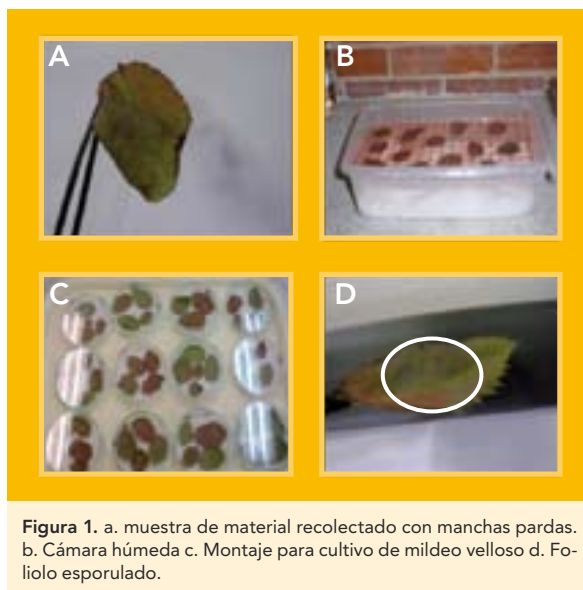 A
B
C
D
Figura 1. a. muestra de material recolectado con manchas pardas.
b. Cámara húmeda c. Montaje para cultivo de mildeo velloso d. Fo-
liolo esporulado.